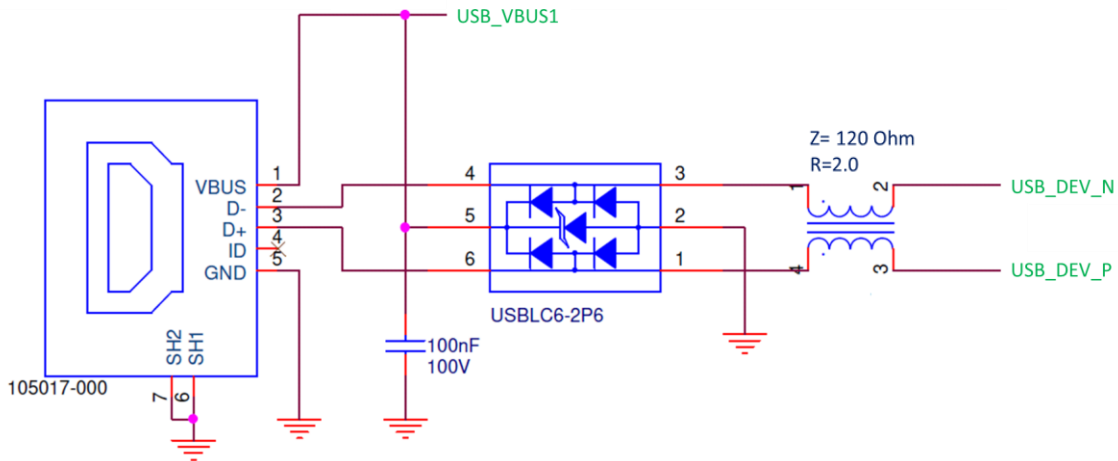 USB_VBUS1
Z= 120 Ohm
R=2.0
VBUS 1
D- 2
D+ 3
ID 4
GND 5
SH2
SH1
7
6
105017-000
4
5
6
3
2
1
USBLC6-2P6
100nF
100V
1
2
4
3
USB_DEV_N
USB_DEV_P